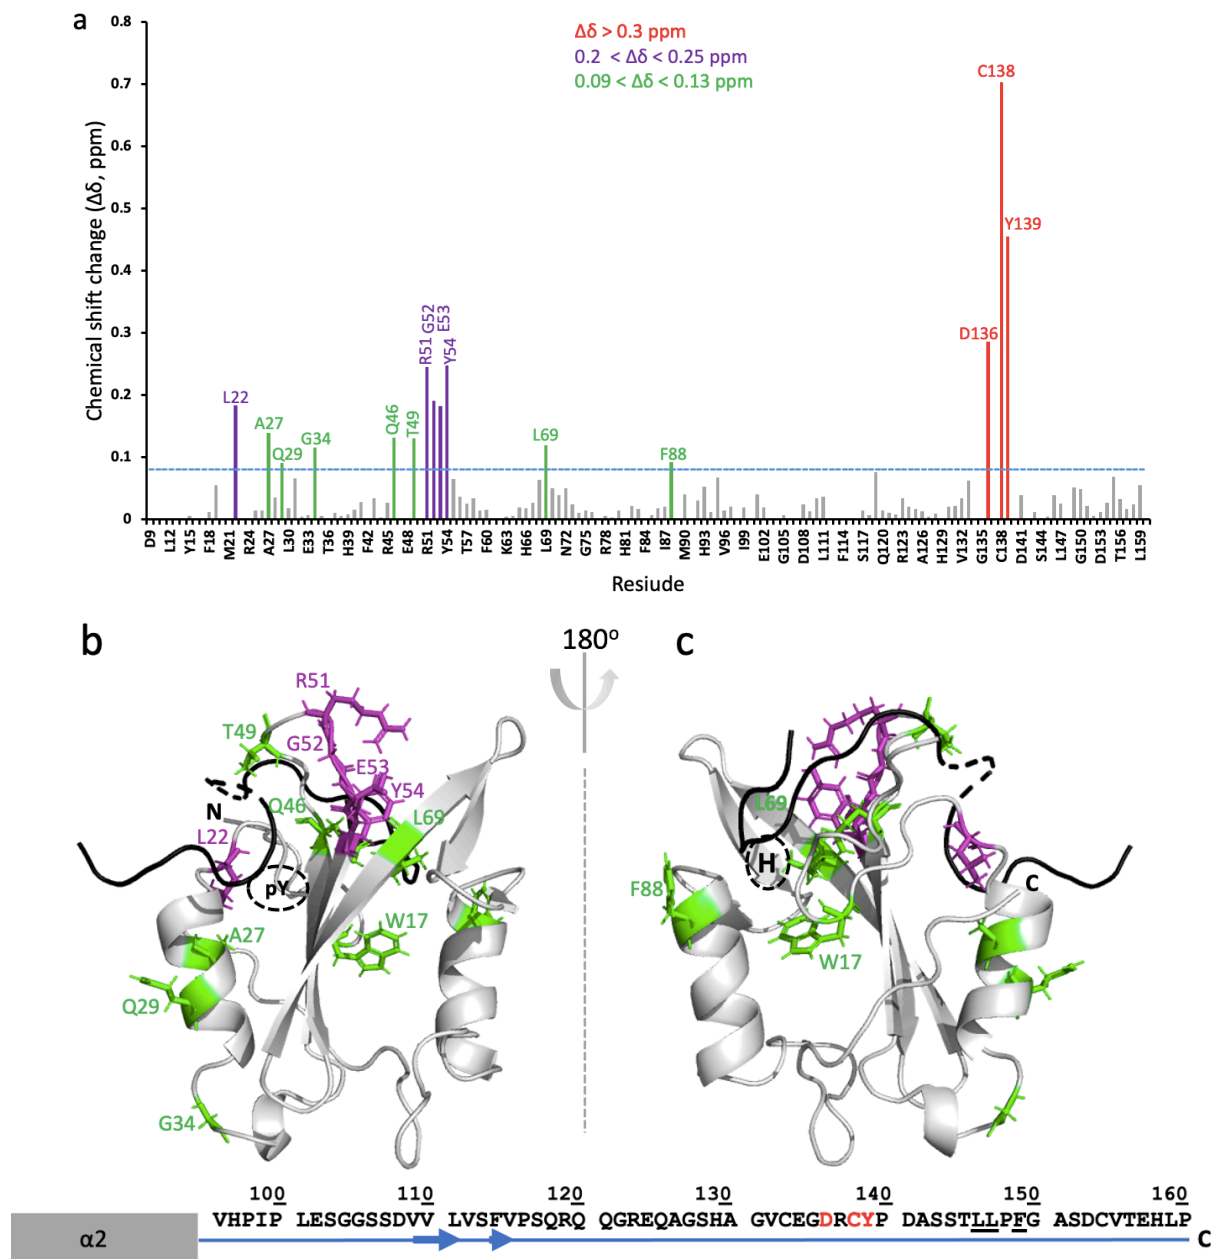 a
0.8
0.7
0.6
0.5
0.4
0.3
0.2
0.1
0
Chemical shift change (Δδ, ppm)
Δδ > 0.3 ppm
0.2 < Δδ < 0.25 ppm
0.09 < Δδ < 0.13 ppm
L22
A27
Q29
G34
Q46
T49
R51
G52
E53
Y54
L69
F88
D136
C138
Y139
D9 L12 Y15 F18 M21 R24 A27 L30 E33 T36 H39 F42 R45 E48 R51 Y54 T57 F60 K63 H66 L69 N72 G75 R78 H81 F84 I87 M90 H93 V96 I99 E102 G105 D108 L111 F114 S117 Q120 R123 A126 H129 V132 G135 C138 D141 S144 L147 G150 D153 T156 L159
Resiude
b
180o
c
R51
T49
G52
E53
Y54
N
Q46
L69
L22
pY
A27
W17
Q29
G34
L69
H
F88
C
W17
100 110 120 130 140 150 160
VHPIP LESGGSSDVV LVSFVPSQRQ QGREQAGSHA GVCEGDRCYP DASSTLLPFG ASDCVTEHLP
α2
C